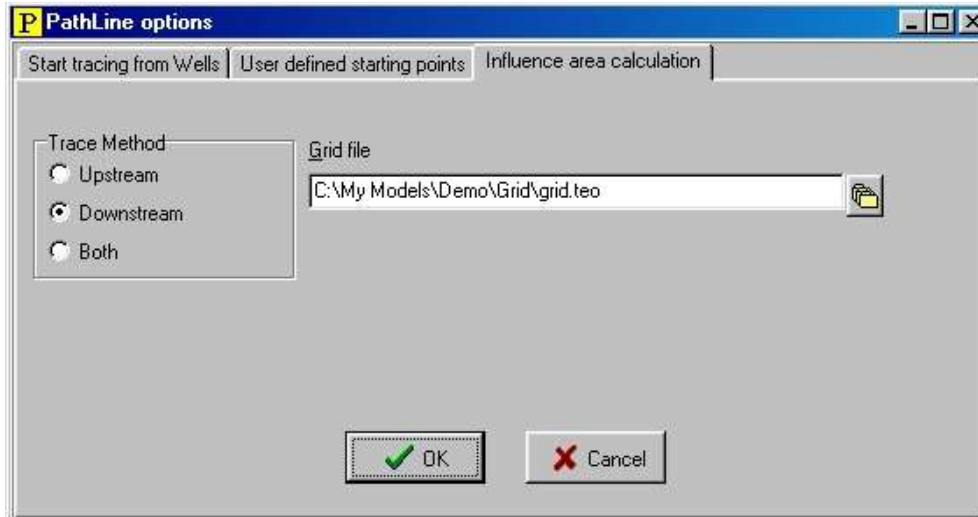 P PathLine options
Start tracing from Wells User defined starting points Influence area calculation
Trace Method
Upstream
Downstream
Both
Grid file
C:\My Models\Demo\Grid\grid.teo
OK Cancel